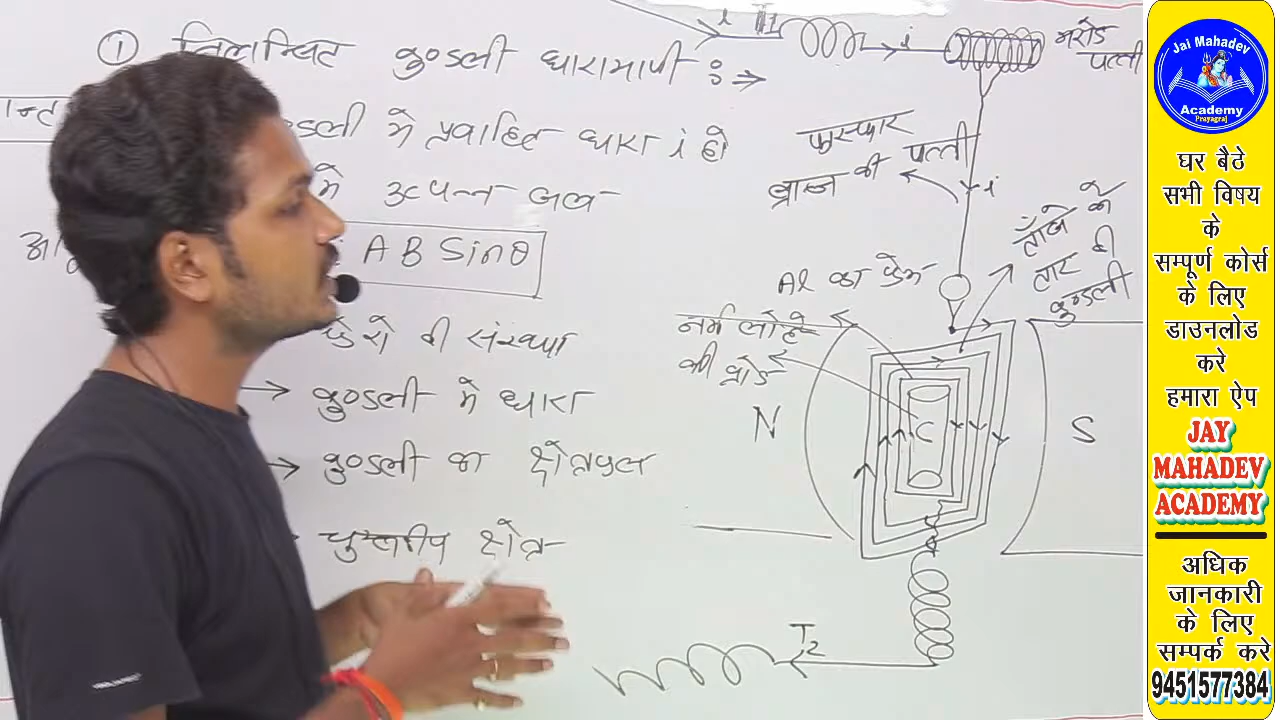 ① निलम्बित कुण्डली धारामापी :⇒
में प्रवाहित धारा i हो
में उत्पन्न बल
A B Sinθ
फेरो की संख्या
→ कुण्डली में धारा
→ कुण्डली का क्षेत्रफल
चुम्बकीय क्षेत्र
i T1
i
मरोड
पत्ती
फास्फार
ब्रान्ज की पत्ती
i
ताँबे के
तार की
कुण्डली
Al का फ्रेम
नर्म लोहे
की क्रोड
N
C
S
T2
Jai Mahadev
Academy
Prayagraj
घर बैठे
सभी विषय
के
सम्पूर्ण कोर्स
के लिए
डाउनलोड
करे
हमारा ऐप
JAY
MAHADEV
ACADEMY
अधिक
जानकारी
के लिए
सम्पर्क करे
9451577384